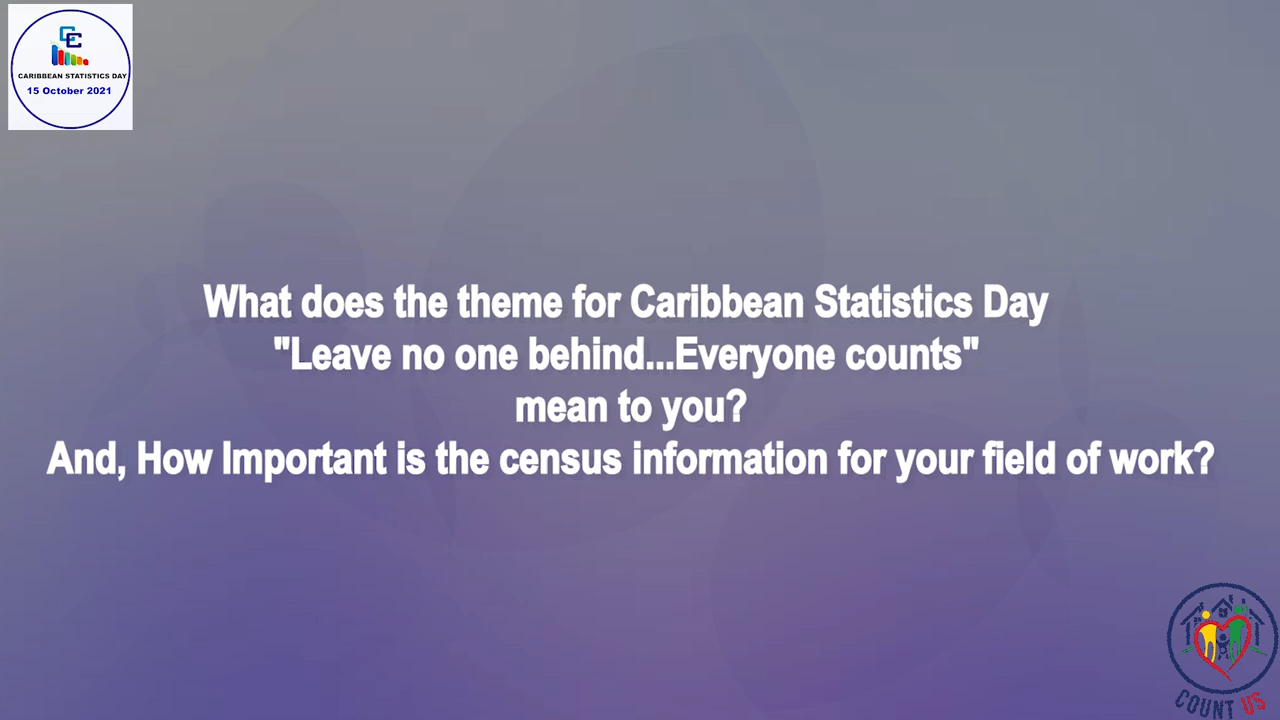 CARIBBEAN STATISTICS DAY
15 October 2021
What does the theme for Caribbean Statistics Day
"Leave no one behind...Everyone counts"
mean to you?
And, How Important is the census information for your field of work?
COUNT US